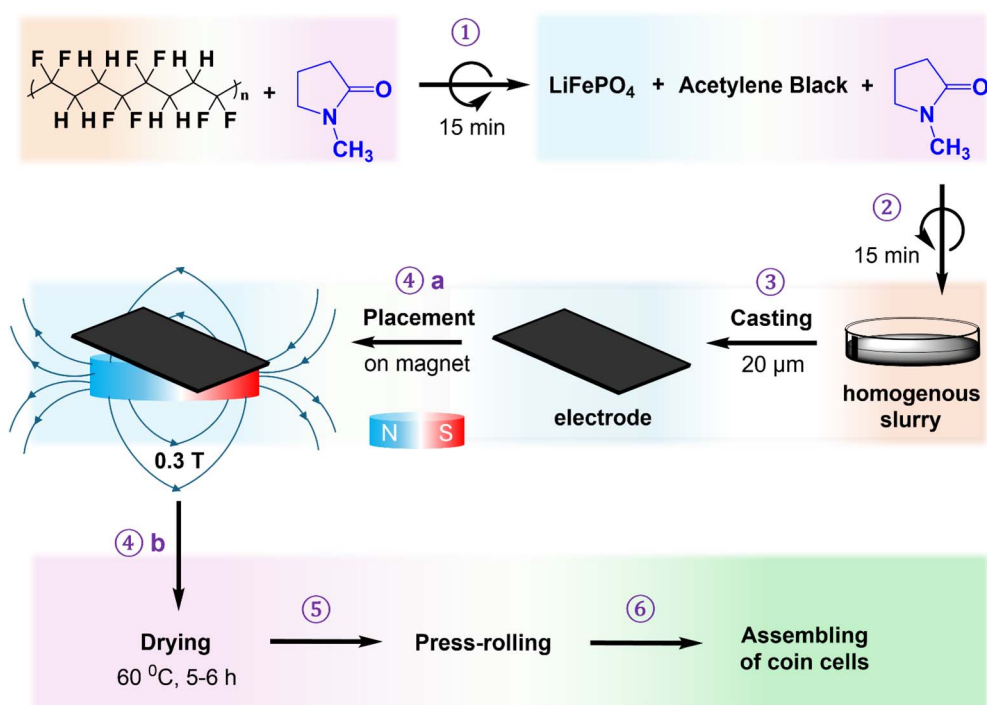 ①
F F H H F F H H
n
H H F F H H F F
+
N
O
CH3
15 min
LiFePO4 + Acetylene Black +
N
O
CH3
②
15 min
④ a
Placement
on magnet
③
Casting
20 µm
homogenous
slurry
electrode
N S
0.3 T
④ b
Drying
60 ⁰C, 5-6 h
⑤
Press-rolling
⑥
Assembling
of coin cells